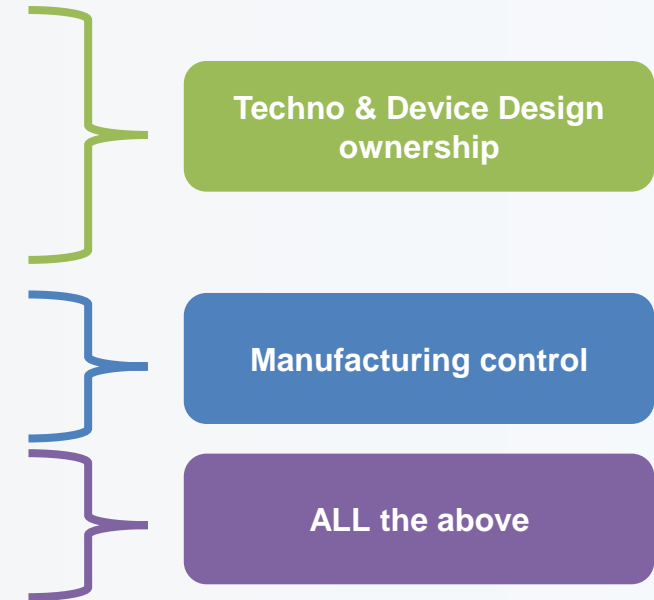 Techno & Device Design
ownership
Manufacturing control
ALL the above